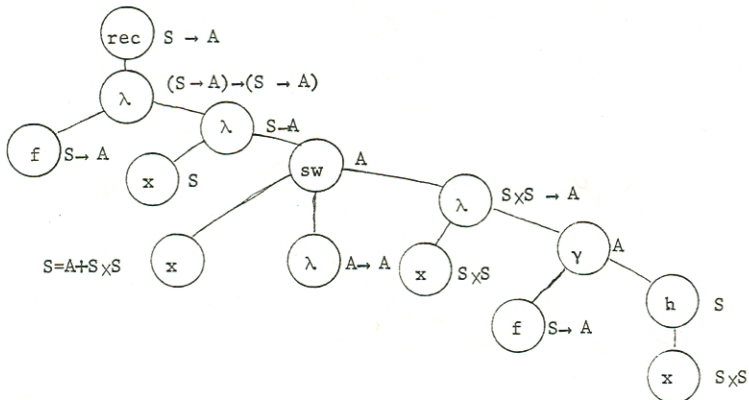 rec S → A
λ (S→A)→(S → A)
λ S→A
f S→ A
x S
sw A
λ S×S → A
S=A+S×S x
λ A→ A
x S×S
γ A
f S→ A
h S
x S×S